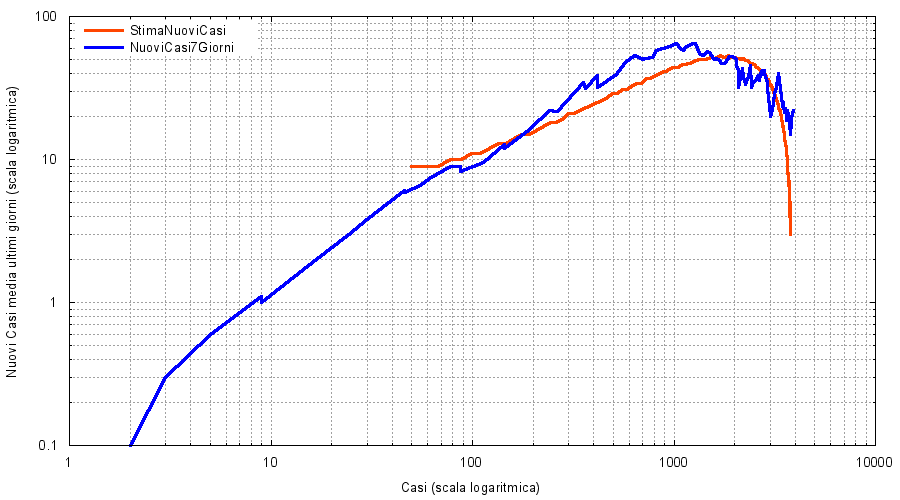 100
StimaNuoviCasi
NuoviCasi7Giorni
10
1
0.1
1 10 100 1000 10000
Nuovi Casi media ultimi giorni (scala logaritmica)
Casi (scala logaritmica)